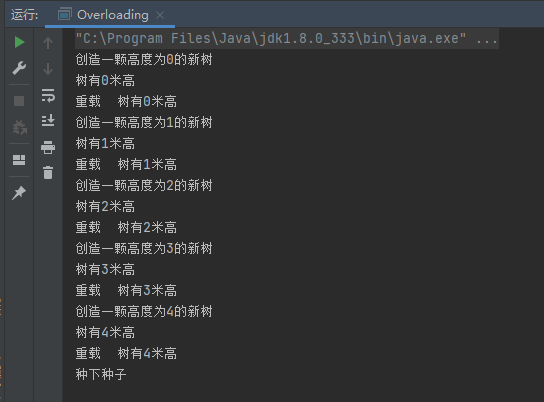 运行: Overloading
"C:\Program Files\Java\jdk1.8.0_333\bin\java.exe" ...
创造一颗高度为0的新树
树有0米高
重载  树有0米高
创造一颗高度为1的新树
树有1米高
重载  树有1米高
创造一颗高度为2的新树
树有2米高
重载  树有2米高
创造一颗高度为3的新树
树有3米高
重载  树有3米高
创造一颗高度为4的新树
树有4米高
重载  树有4米高
种下种子